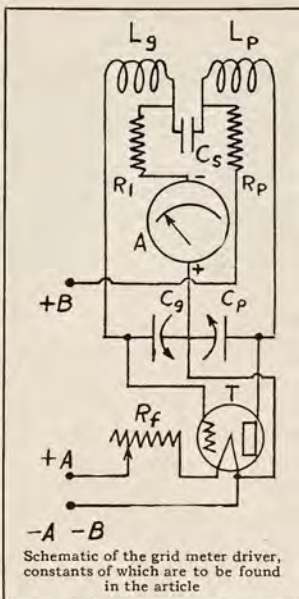 Lg Lp
Cs
R1 Rp
-
A
+
+B
Cg Cp
T
Rf
+A
-A -B
Schematic of the grid meter driver,
constants of which are to be found
in the article